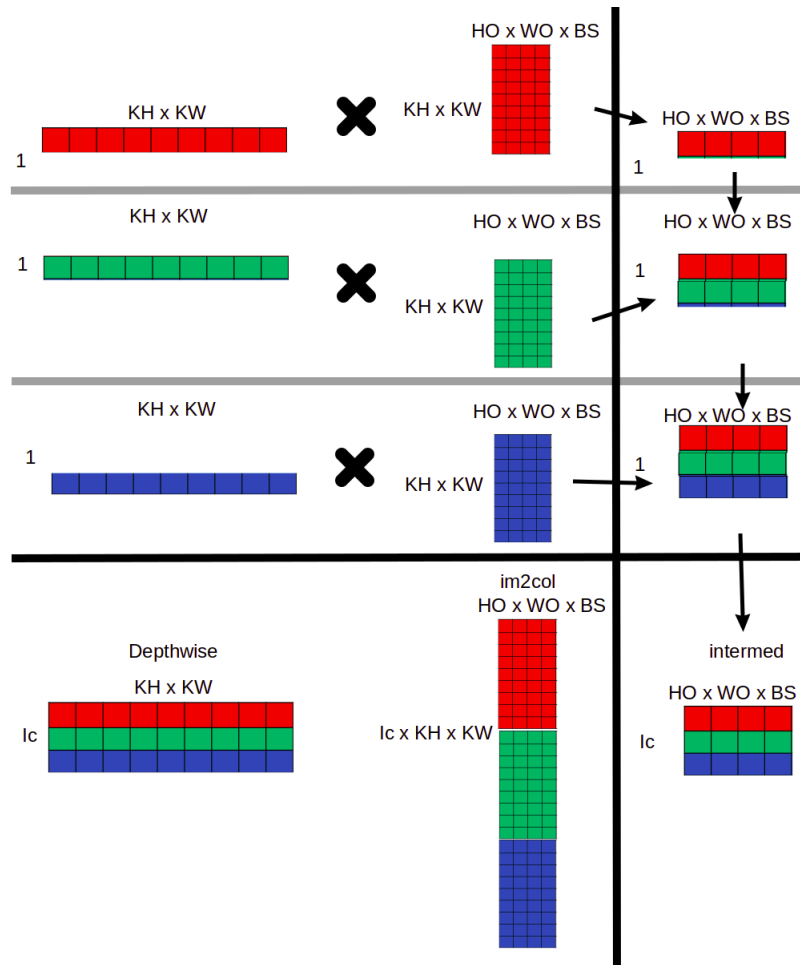 HO x WO x BS
KH x KW
KH x KW
HO x WO x BS
1
1
KH x KW
HO x WO x BS
HO x WO x BS
1
1
KH x KW
KH x KW
HO x WO x BS
HO x WO x BS
1
1
KH x KW
im2col
HO x WO x BS
Depthwise
intermed
KH x KW
HO x WO x BS
Ic
Ic x KH x KW
Ic